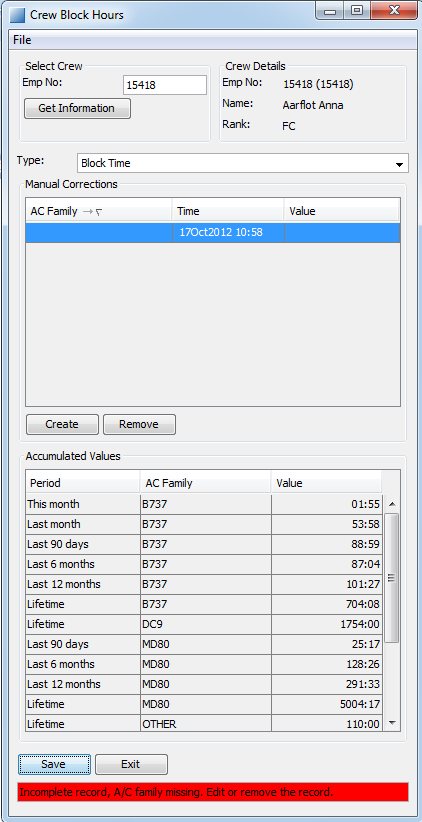 Crew Block Hours
File
Select Crew
Emp No: 15418
Get Information
Crew Details
Emp No: 15418 (15418)
Name: Aarflot Anna
Rank: FC
Type: Block Time
Manual Corrections
AC Family Time Value
17Oct2012 10:58
Create Remove
Accumulated Values
Period AC Family Value
This month B737 01:55
Last month B737 53:58
Last 90 days B737 88:59
Last 6 months B737 87:04
Last 12 months B737 101:27
Lifetime B737 704:08
Lifetime DC9 1754:00
Last 90 days MD80 25:17
Last 6 months MD80 128:26
Last 12 months MD80 291:33
Lifetime MD80 5004:17
Lifetime OTHER 110:00
Save Exit
Incomplete record, A/C family missing. Edit or remove the record.